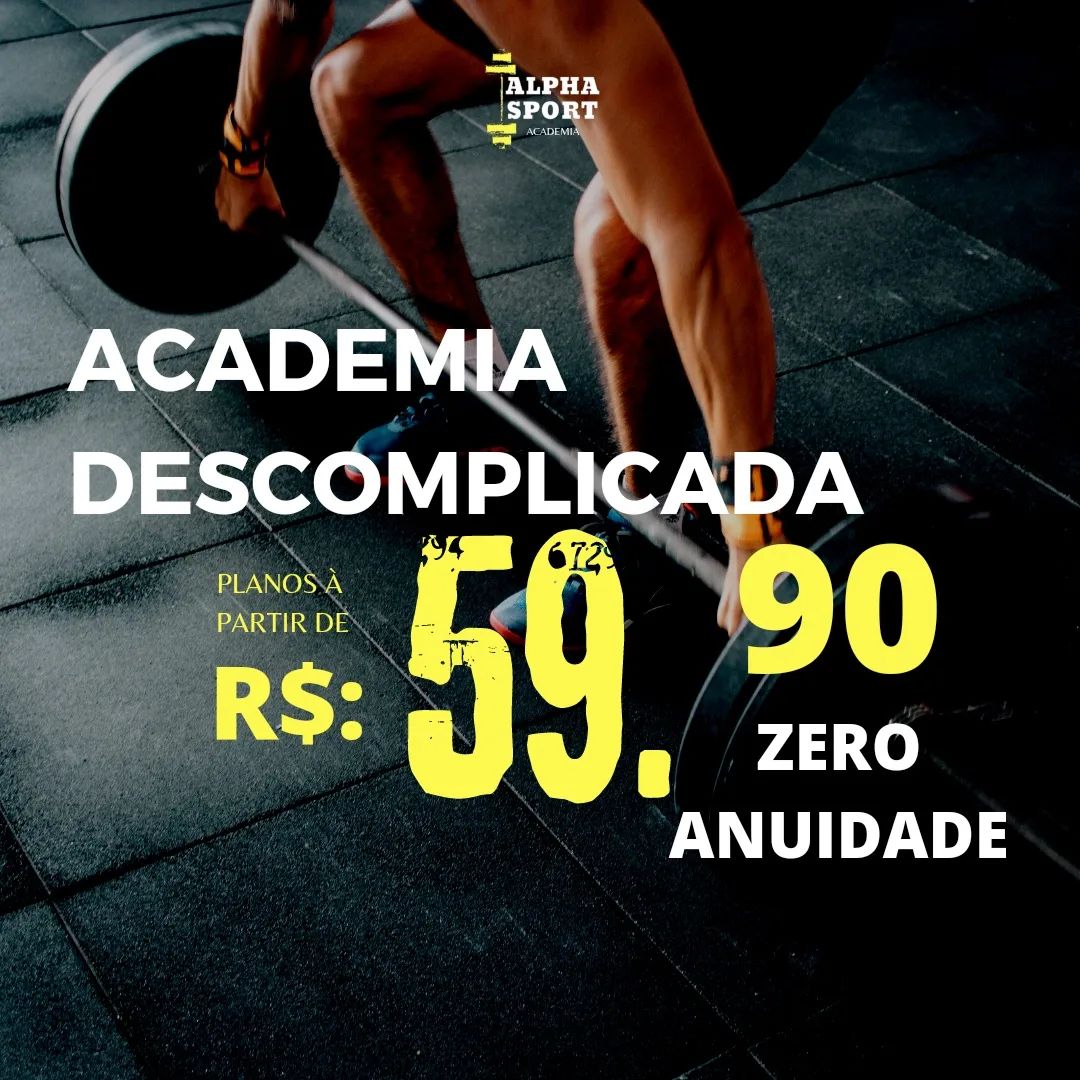 ALPHA
SPORT
ACADEMIA
ACADEMIA
DESCOMPLICADA
PLANOS À
PARTIR DE
R$: 59.90
ZERO
ANUIDADE